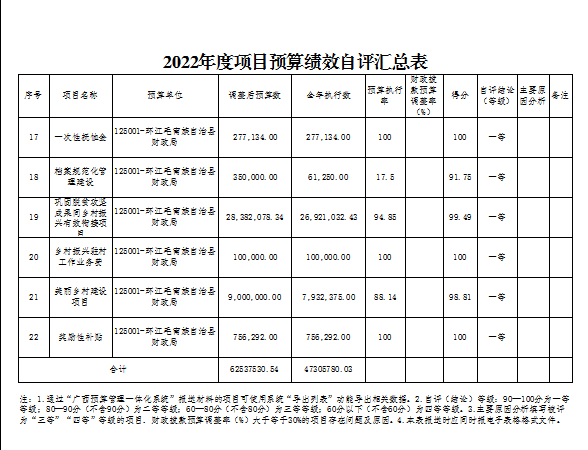 2022年度项目预算绩效自评汇总表
序号 项目名称 预算单位 调整后预算数 全年执行数 预算执行率 财政拨款预算调整率（%） 得分 自评结论（等级） 主要原因分析 备注
17 一次性抚恤金 125001-环江毛南族自治县财政局 277,134.00 277,134.00 100 100 一等
18 档案规范化管理建设 125001-环江毛南族自治县财政局 350,000.00 61,250.00 17.5 91.75 一等
19 巩固脱贫攻坚成果同乡村振兴有效衔接项目 125001-环江毛南族自治县财政局 28,382,078.34 26,921,032.43 94.85 99.49 一等
20 乡村振兴驻村工作业务费 125001-环江毛南族自治县财政局 100,000.00 100,000.00 100 100 一等
21 美丽乡村建设项目 125001-环江毛南族自治县财政局 9,000,000.00 7,932,375.00 88.14 98.81 一等
22 奖励性补贴 125001-环江毛南族自治县财政局 756,292.00 756,292.00 100 100 一等
合计 62537530.54 47305780.03
注：1.通过“广西预算管理一体化系统”报送材料的项目可使用系统“导出列表”功能导出相关数据。2.自评（结论）等级：90—100分为一等
等级；80—90分（不含90分）为二等等级；60—80分（不含80分）为三等等级；60分以下（不含60分）为四等等级。3.主要原因分析填写被评
为“三等”“四等”等级的项目、财政拨款预算调整率（%）大于等于30%的项目存在问题及原因。4.本表报送时应同时报电子表格格式文件。